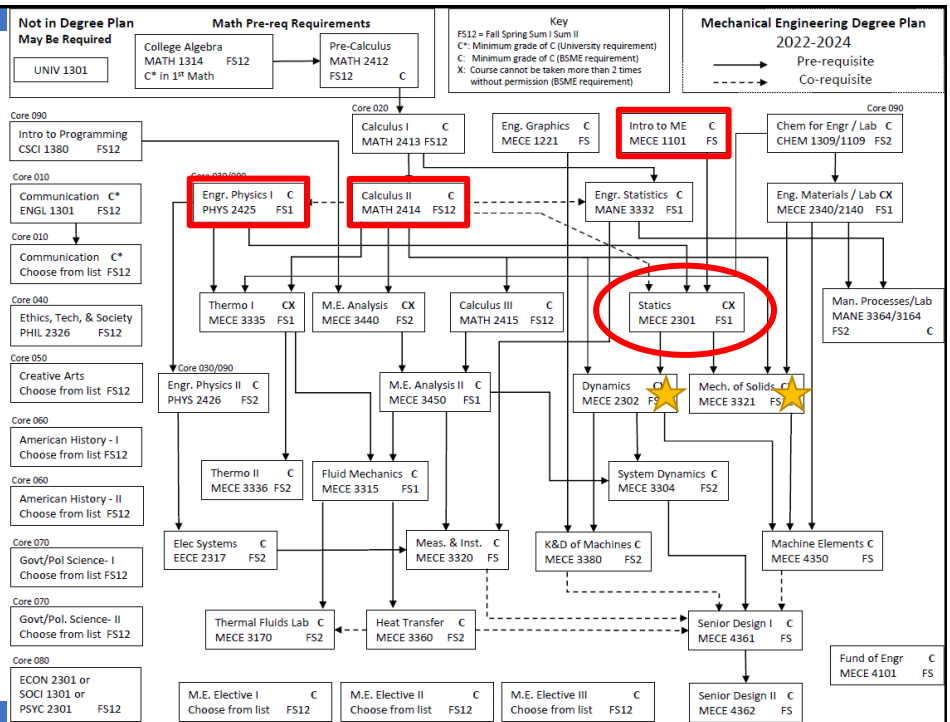 Not in Degree Plan
May Be Required
UNIV 1301
Math Pre-req Requirements
College Algebra
MATH 1314 FS12
C* in 1st Math
Pre-Calculus
MATH 2412
FS12 C
Key
FS12 = Fall Spring Sum I Sum II
C*: Minimum grade of C (University requirement)
C: Minimum grade of C (BSME requirement)
X: Course cannot be taken more than 2 times
without permission (BSME requirement)
Mechanical Engineering Degree Plan
2022-2024
Pre-requisite
Co-requisite
Core 090
Intro to Programming
CSCI 1380 FS12
Core 020
Calculus I C
MATH 2413 FS12
Eng. Graphics C
MECE 1221 FS
Intro to ME C
MECE 1101 FS
Core 090
Chem for Engr / Lab C
CHEM 1309/1109 FS2
Core 010
Communication C*
ENGL 1301 FS12
Core 030/090
Engr. Physics I C
PHYS 2425 FS1
Calculus II C
MATH 2414 FS12
Engr. Statistics C
MANE 3332 FS1
Eng. Materials / Lab CX
MECE 2340/2140 FS1
Core 010
Communication C*
Choose from list FS12
Core 040
Ethics, Tech, & Society
PHIL 2326 FS12
Thermo I CX
MECE 3335 FS1
M.E. Analysis CX
MECE 3440 FS2
Calculus III C
MATH 2415 FS12
Statics CX
MECE 2301 FS1
Man. Processes/Lab
MANE 3364/3164
FS2 C
Core 050
Creative Arts
Choose from list FS12
Core 030/090
Engr. Physics II C
PHYS 2426 FS2
M.E. Analysis II C
MECE 3450 FS1
Dynamics
MECE 2302
Mech. of Solids
MECE 3321
Core 060
American History - I
Choose from list FS12
Core 060
American History - II
Choose from list FS12
Thermo II C
MECE 3336 FS2
Fluid Mechanics C
MECE 3315 FS1
System Dynamics C
MECE 3304 FS2
Core 070
Govt/Pol Science- I
Choose from list FS12
Elec Systems C
EECE 2317 FS2
Meas. & Inst. C
MECE 3320 FS
K&D of Machines C
MECE 3380 FS2
Machine Elements C
MECE 4350 FS
Core 070
Govt/Pol. Science- II
Choose from list FS12
Thermal Fluids Lab C
MECE 3170 FS2
Heat Transfer C
MECE 3360 FS2
Senior Design I C
MECE 4361 FS
Core 080
ECON 2301 or
SOCI 1301 or
PSYC 2301 FS12
M.E. Elective I C
Choose from list FS12
M.E. Elective II C
Choose from list FS12
M.E. Elective III C
Choose from list FS12
Senior Design II C
MECE 4362 FS
Fund of Engr C
MECE 4101 FS